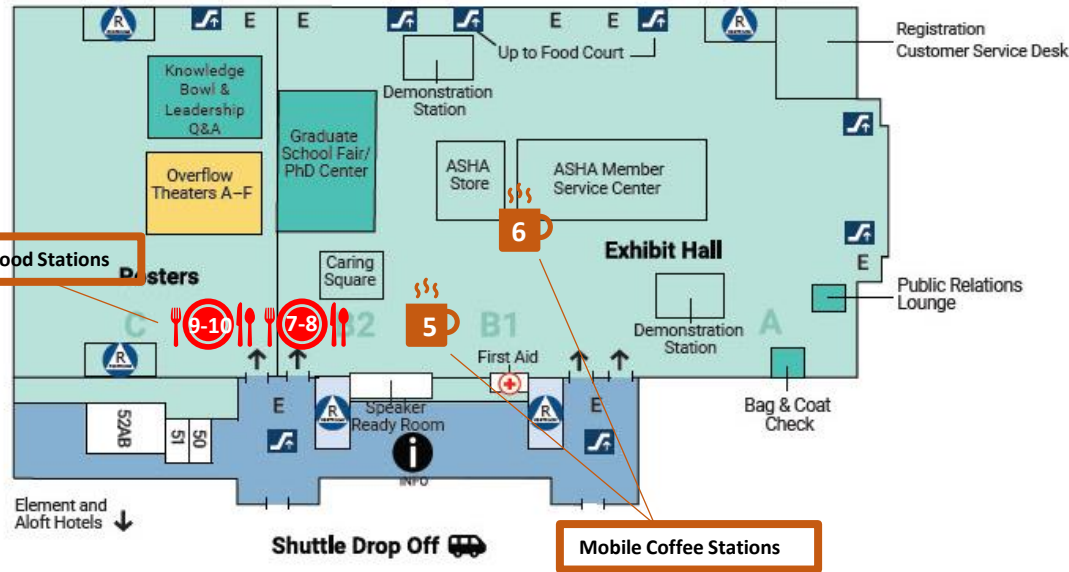 R
E
E
E
E
R
Registration
Customer Service Desk
Up to Food Court
Knowledge
Bowl &
Leadership
Q&A
Demonstration
Station
Graduate
School Fair/
PhD Center
Overflow
Theaters A–F
ASHA
Store
ASHA Member
Service Center
6
ood Stations
Posters
Exhibit Hall
Caring
Square
E
Public Relations
Lounge
C
9-10
7-8
B2
5
B1
Demonstration
Station
A
R
First Aid
Bag & Coat
Check
52AB
51
50
E
R
Speaker
Ready Room
R
E
i
INFO
Element and
Aloft Hotels
Shuttle Drop Off
Mobile Coffee Stations